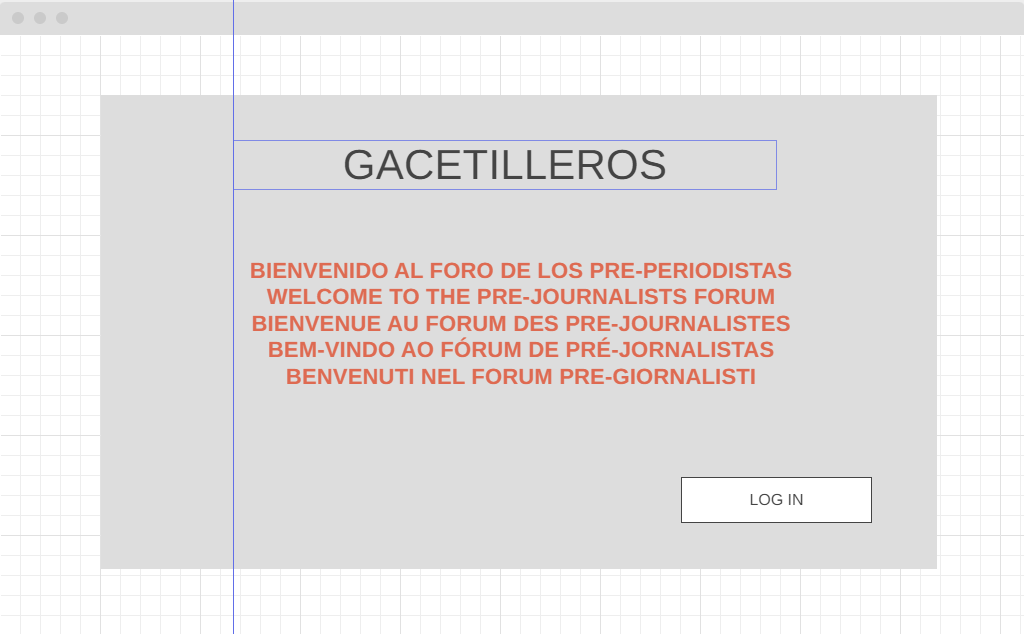 GACETILLEROS
BIENVENIDO AL FORO DE LOS PRE-PERIODISTAS
WELCOME TO THE PRE-JOURNALISTS FORUM
BIENVENUE AU FORUM DES PRE-JOURNALISTES
BEM-VINDO AO FÓRUM DE PRÉ-JORNALISTAS
BENVENUTI NEL FORUM PRE-GIORNALISTI
LOG IN